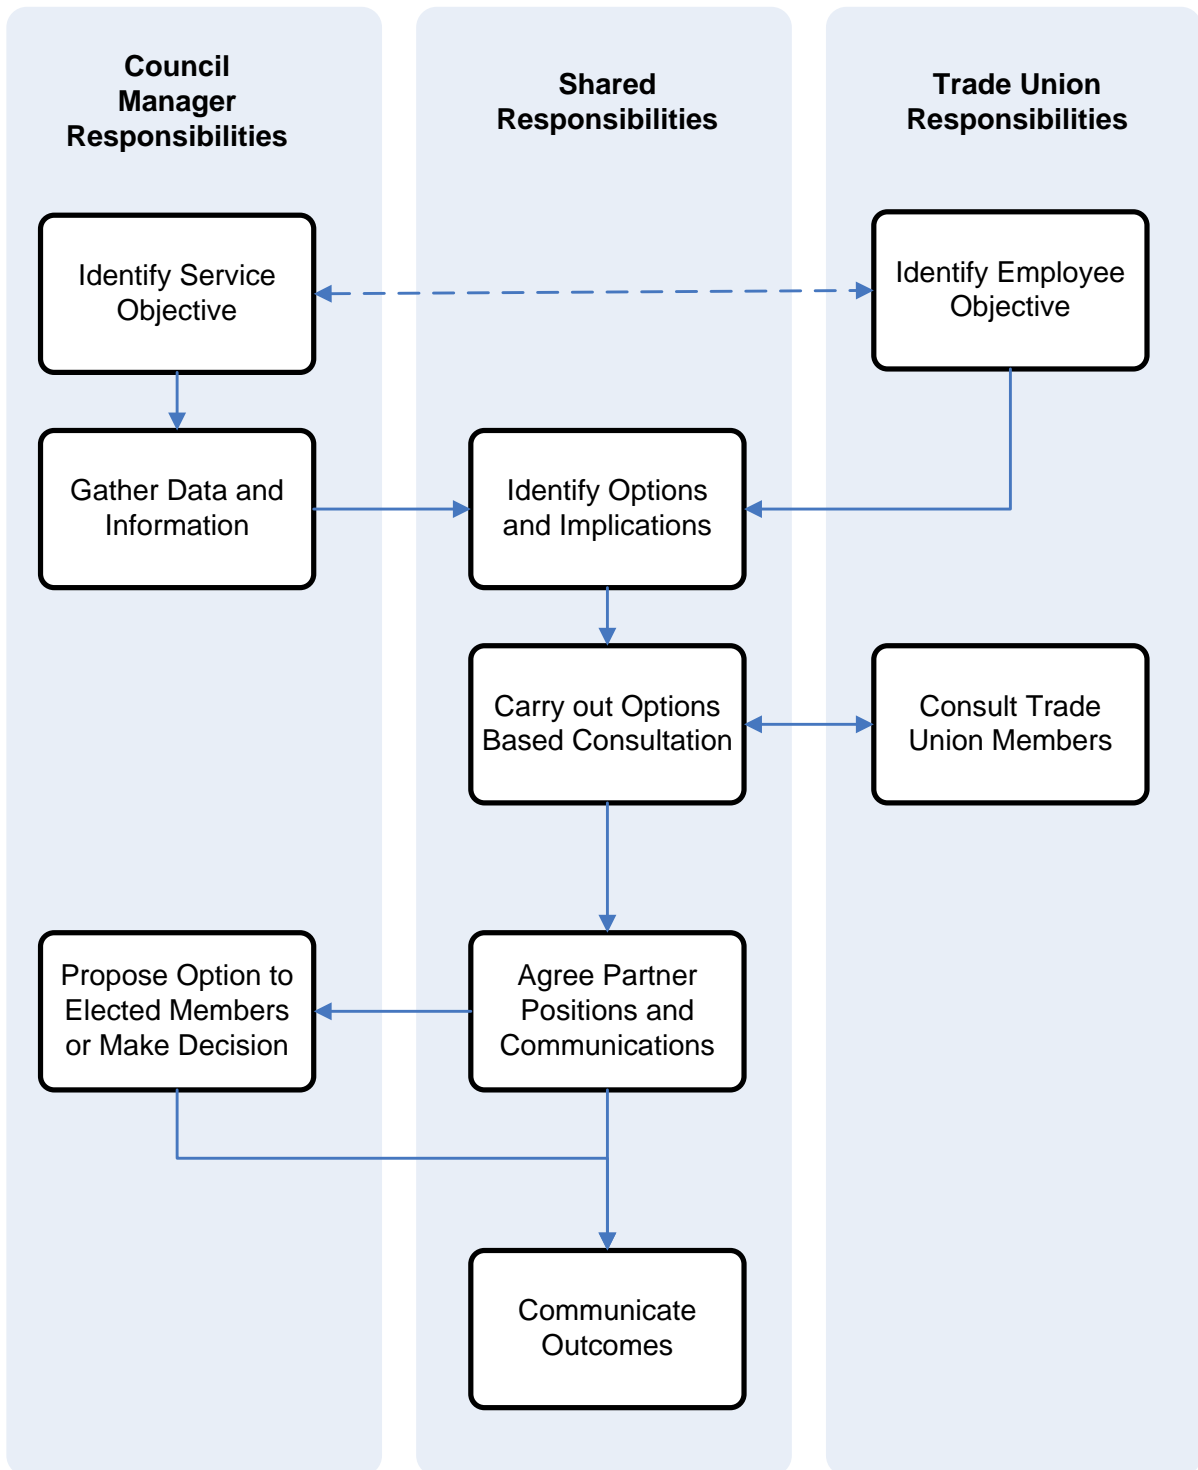 Council
Manager
Responsibilities
Shared
Responsibilities
Trade Union
Responsibilities
Identify Service
Objective
Identify Employee
Objective
Gather Data and
Information
Identify Options
and Implications
Carry out Options
Based Consultation
Consult Trade
Union Members
Propose Option to
Elected Members
or Make Decision
Agree Partner
Positions and
Communications
Communicate
Outcomes